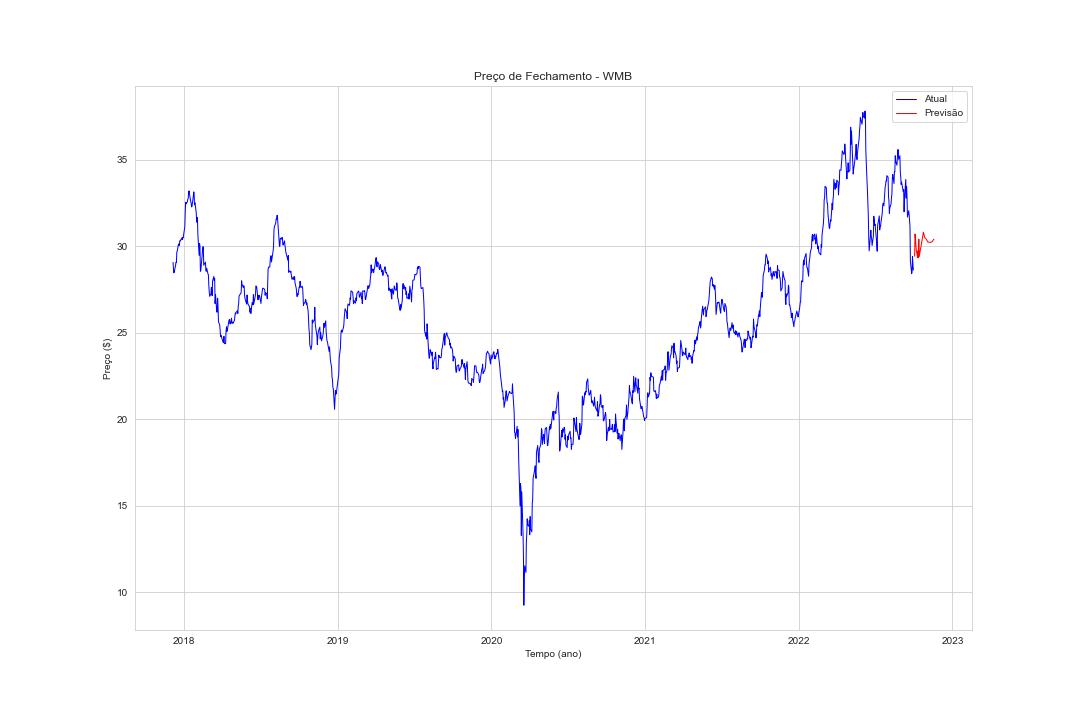 Preço de Fechamento - WMB
Atual
Previsão
35
30
25
20
15
10
Preço ($)
2018 2019 2020 2021 2022 2023
Tempo (ano)